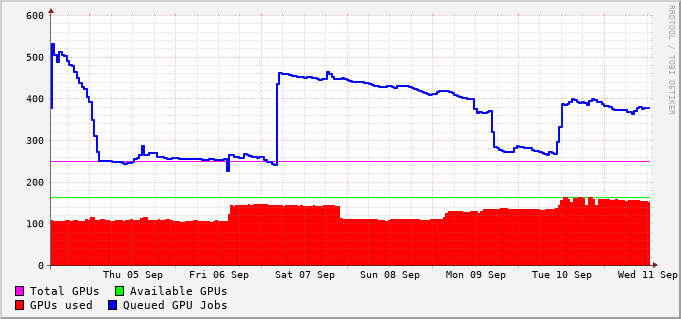 600
500
400
300
200
100
0
Thu 05 Sep Fri 06 Sep Sat 07 Sep Sun 08 Sep Mon 09 Sep Tue 10 Sep Wed 11 Sep
Total GPUs Available GPUs
GPUs used Queued GPU Jobs
RRDTOOL / TOBI OETIKER